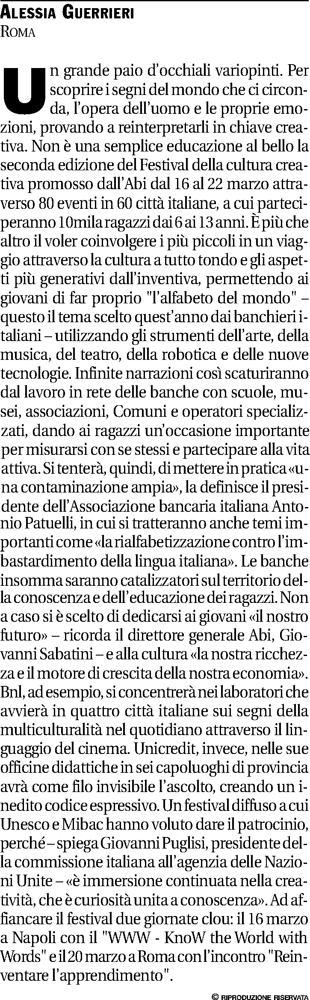 ALESSIA GUERRIERI
ROMA
Un grande paio d'occhiali variopinti. Per
scoprire i segni del mondo che ci circon-
da, l'opera dell'uomo e le proprie emo-
zioni, provando a reinterpretarli in chiave crea-
tiva. Non è una semplice educazione al bello la
seconda edizione del Festival della cultura crea-
tiva promosso dall'Abi dal 16 al 22 marzo attra-
verso 80 eventi in 60 città italiane, a cui parteci-
peranno 10mila ragazzi dai 6 ai 13 anni. È più che
altro il voler coinvolgere i più piccoli in un viag-
gio attraverso la cultura a tutto tondo e gli aspet-
ti più generativi dall'inventiva, permettendo ai
giovani di far proprio "l'alfabeto del mondo" –
questo il tema scelto quest'anno dai banchieri i-
taliani – utilizzando gli strumenti dell'arte, della
musica, del teatro, della robotica e delle nuove
tecnologie. Infinite narrazioni così scaturiranno
dal lavoro in rete delle banche con scuole, mu-
sei, associazioni, Comuni e operatori specializ-
zati, dando ai ragazzi un'occasione importante
per misurarsi con se stessi e partecipare alla vita
attiva. Si tenterà, quindi, di mettere in pratica «u-
na contaminazione ampia», la definisce il presi-
dente dell'Associazione bancaria italiana Anto-
nio Patuelli, in cui si tratteranno anche temi im-
portanti come «la rialfabetizzazione contro l'im-
bastardimento della lingua italiana». Le banche
insomma saranno catalizzatori sul territorio del-
la conoscenza e dell'educazione dei ragazzi. Non
a caso si è scelto di dedicarsi ai giovani «il nostro
futuro» – ricorda il direttore generale Abi, Gio-
vanni Sabatini – e alla cultura «la nostra ricchez-
za e il motore di crescita della nostra economia».
Bnl, ad esempio, si concentrerà nei laboratori che
avvierà in quattro città italiane sui segni della
multiculturalità nel quotidiano attraverso il lin-
guaggio del cinema. Unicredit, invece, nelle sue
officine didattiche in sei capoluoghi di provincia
avrà come filo invisibile l'ascolto, creando un i-
nedito codice espressivo. Un festival diffuso a cui
Unesco e Mibac hanno voluto dare il patrocinio,
perché – spiega Giovanni Puglisi, presidente del-
la commissione italiana all'agenzia delle Nazio-
ni Unite – «è immersione continuata nella crea-
tività, che è curiosità unita a conoscenza». Ad af-
fiancare il festival due giornate clou: il 16 marzo
a Napoli con il "WWW - KnoW the World with
Words" e il 20 marzo a Roma con l'incontro "Rein-
ventare l'apprendimento".
© RIPRODUZIONE RISERVATA